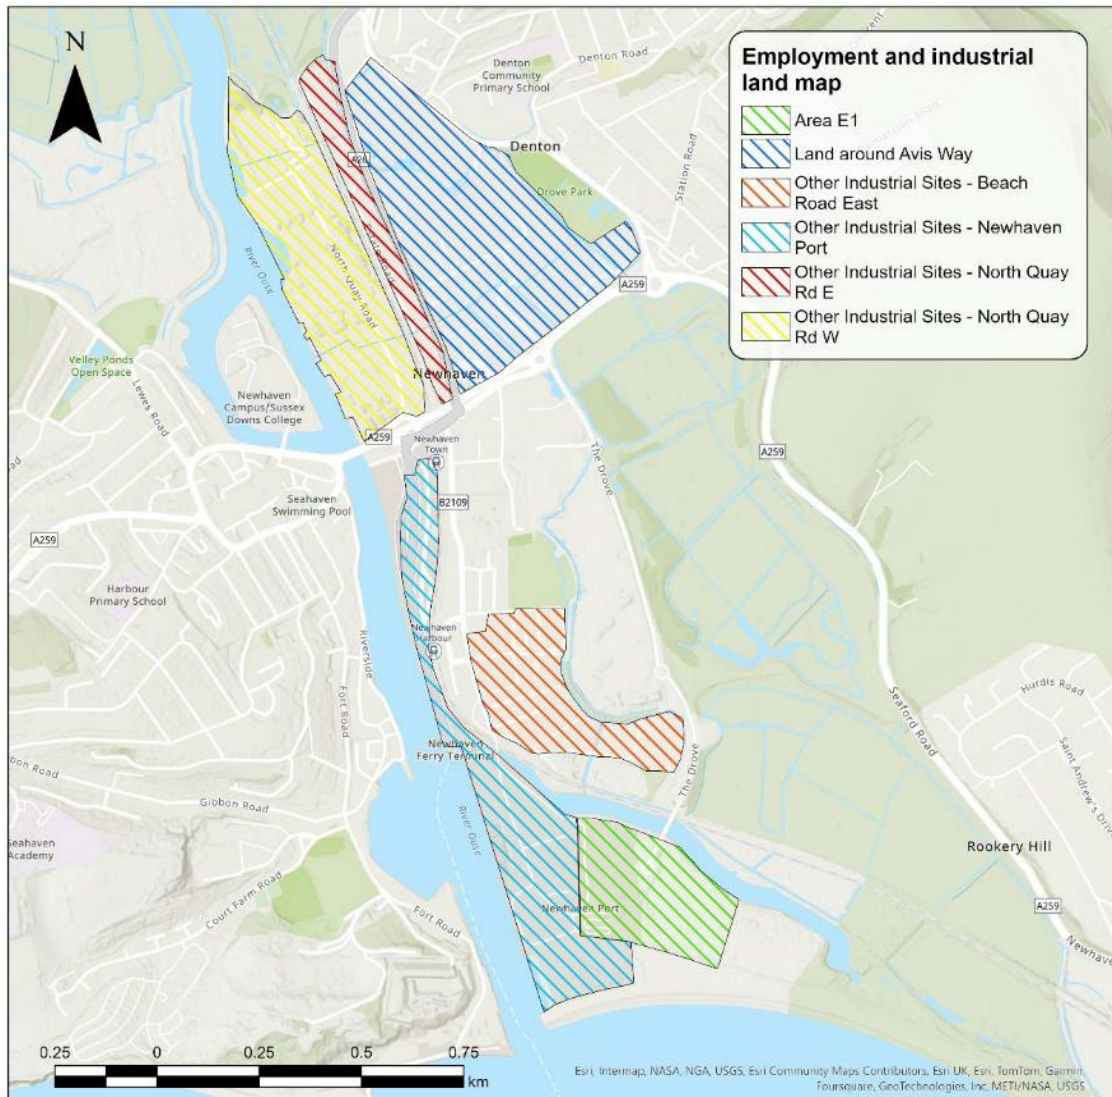 N
Employment and industrial
land map
Area E1
Land around Avis Way
Other Industrial Sites - Beach
Road East
Other Industrial Sites - Newhaven
Port
Other Industrial Sites - North Quay
Rd E
Other Industrial Sites - North Quay
Rd W
Denton
Community
Primary School
Denton Road
Denton
Drove Park
Station Road
A26
A259
North Quay Road
River Ouse
Velley Ponds
Open Space
Lewes Road
Newhaven
Campus/Sussex
Downs College
Newhaven
A259
Newhaven
Town
B2109
The Drove
A259
Seahaven
Swimming Pool
A259
Harbour
Primary School
Riverside
Fort Road
Newhaven
Harbour
Seaford Road
Hurdis Road
Saint Andrew's Drive
Newhaven
Ferry Terminal
River Ouse
The Drove
Gibbon Road
bon Road
Seahaven
Academy
Court Farm Road
Fort Road
Newhaven Port
Rookery Hill
A259
Newhaven
0.25 0 0.25 0.5 0.75
km
Esri, Intermap, NASA, NGA, USGS, Esri Community Maps Contributors, Esri UK, Esri, TomTom, Garmin,
Foursquare, GeoTechnologies, Inc, METI/NASA, USGS